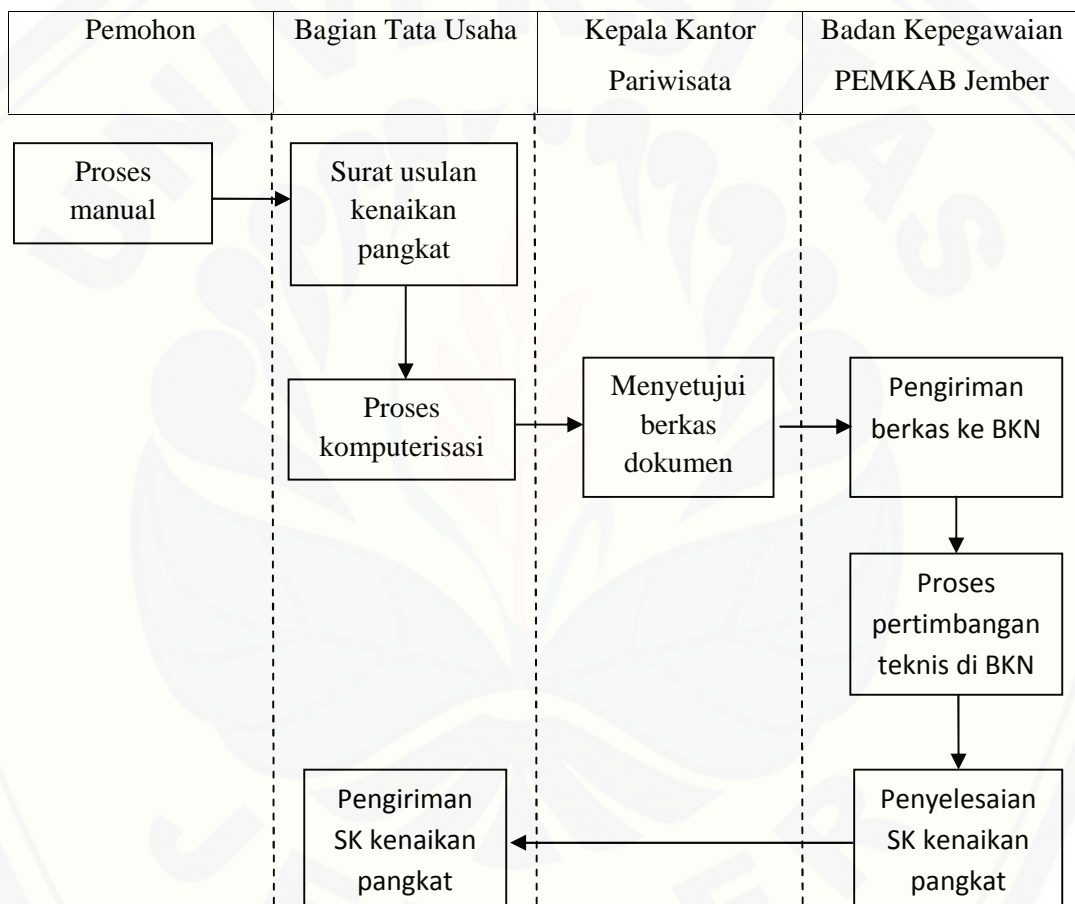 Pemohon
Bagian Tata Usaha
Kepala Kantor
Pariwisata
Badan Kepegawaian
PEMKAB Jember
Proses
manual
Surat usulan
kenaikan
pangkat
Proses
komputerisasi
Menyetujui
berkas
dokumen
Pengiriman
berkas ke BKN
Proses
pertimbangan
teknis di BKN
Pengiriman
SK kenaikan
pangkat
Penyelesaian
SK kenaikan
pangkat
UNIVERSITAS
JEMBER